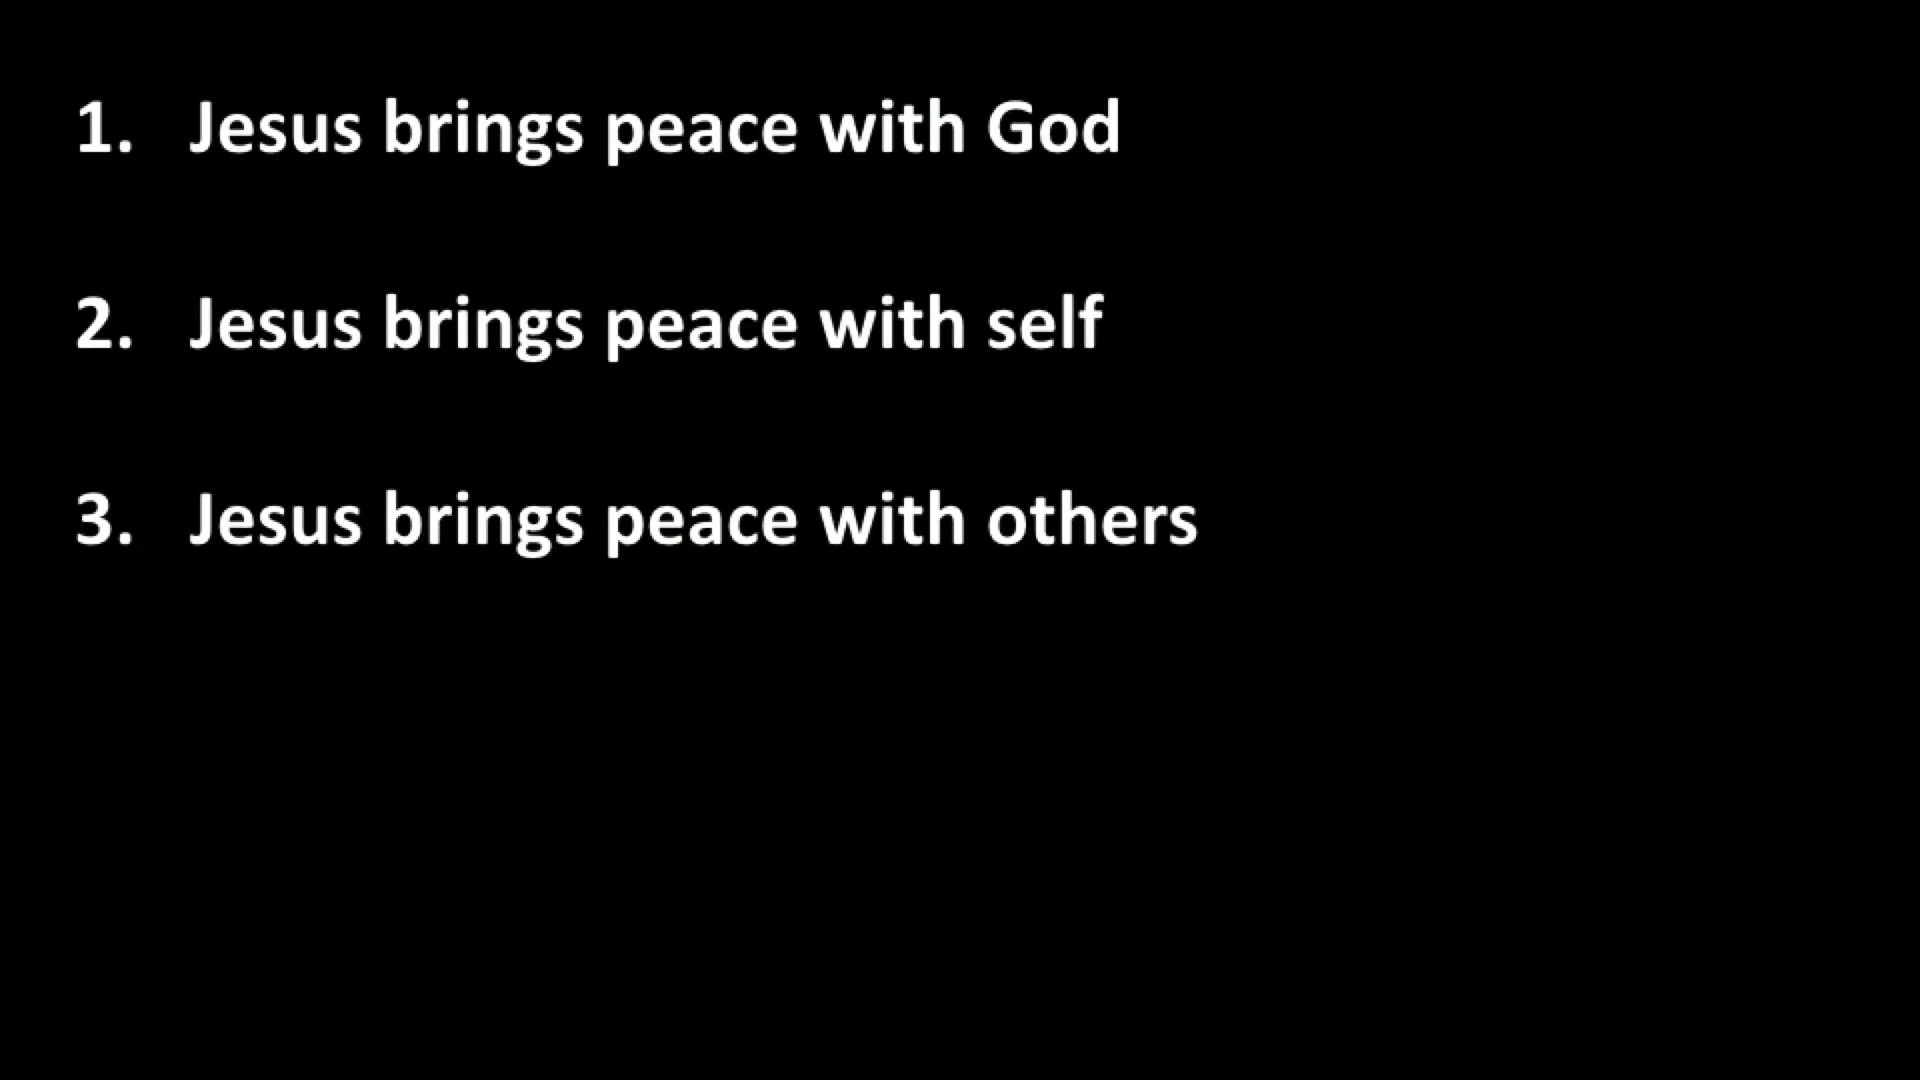 1. Jesus brings peace with God
2. Jesus brings peace with self
3. Jesus brings peace with others